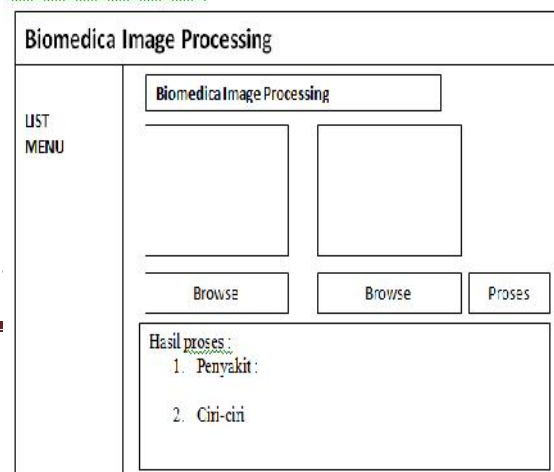 Biomedica Image Processing
LIST
MENU
Biomedica Image Processing
Browse Browse Proses
Hasil proses :
1. Penyakit :
2. Ciri-ciri